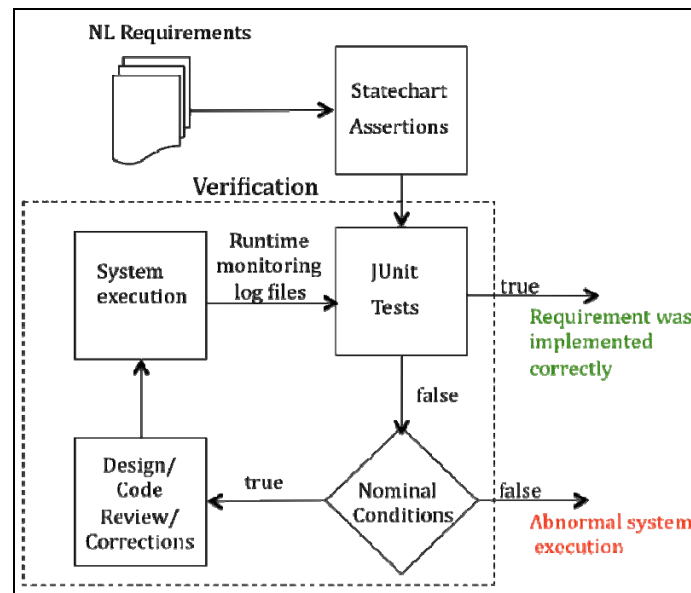 NL Requirements
Statechart
Assertions
Verification
System
execution
Runtime
monitoring
log files
JUnit
Tests
true
Requirement was
implemented
correctly
false
Design/
Code
Review/
Corrections
true
Nominal
Conditions
false
Abnormal system
execution